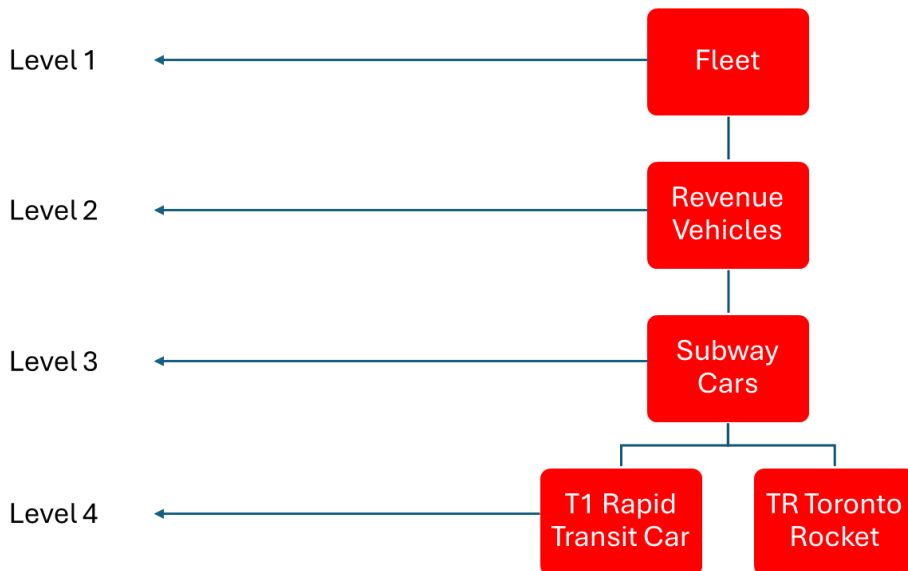 Level 1
Fleet
Level 2
Revenue
Vehicles
Level 3
Subway
Cars
Level 4
T1 Rapid
Transit Car
TR Toronto
Rocket